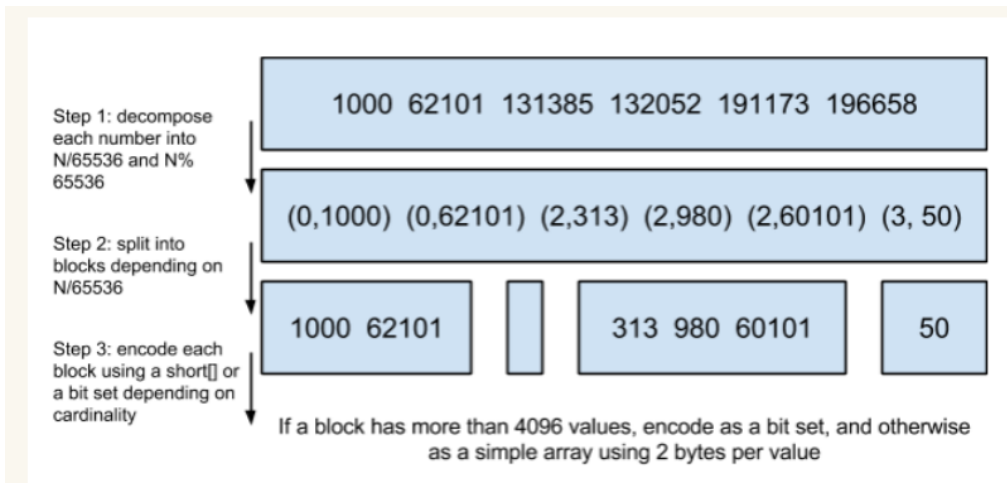 1000 62101 131385 132052 191173 196658
Step 1: decompose
each number into
N/65536 and N%
65536
(0,1000) (0,62101) (2,313) (2,980) (2,60101) (3, 50)
Step 2: split into
blocks depending on
N/65536
1000 62101
313 980 60101
50
Step 3: encode each
block using a short[] or
a bit set depending on
cardinality
If a block has more than 4096 values, encode as a bit set, and otherwise
as a simple array using 2 bytes per value